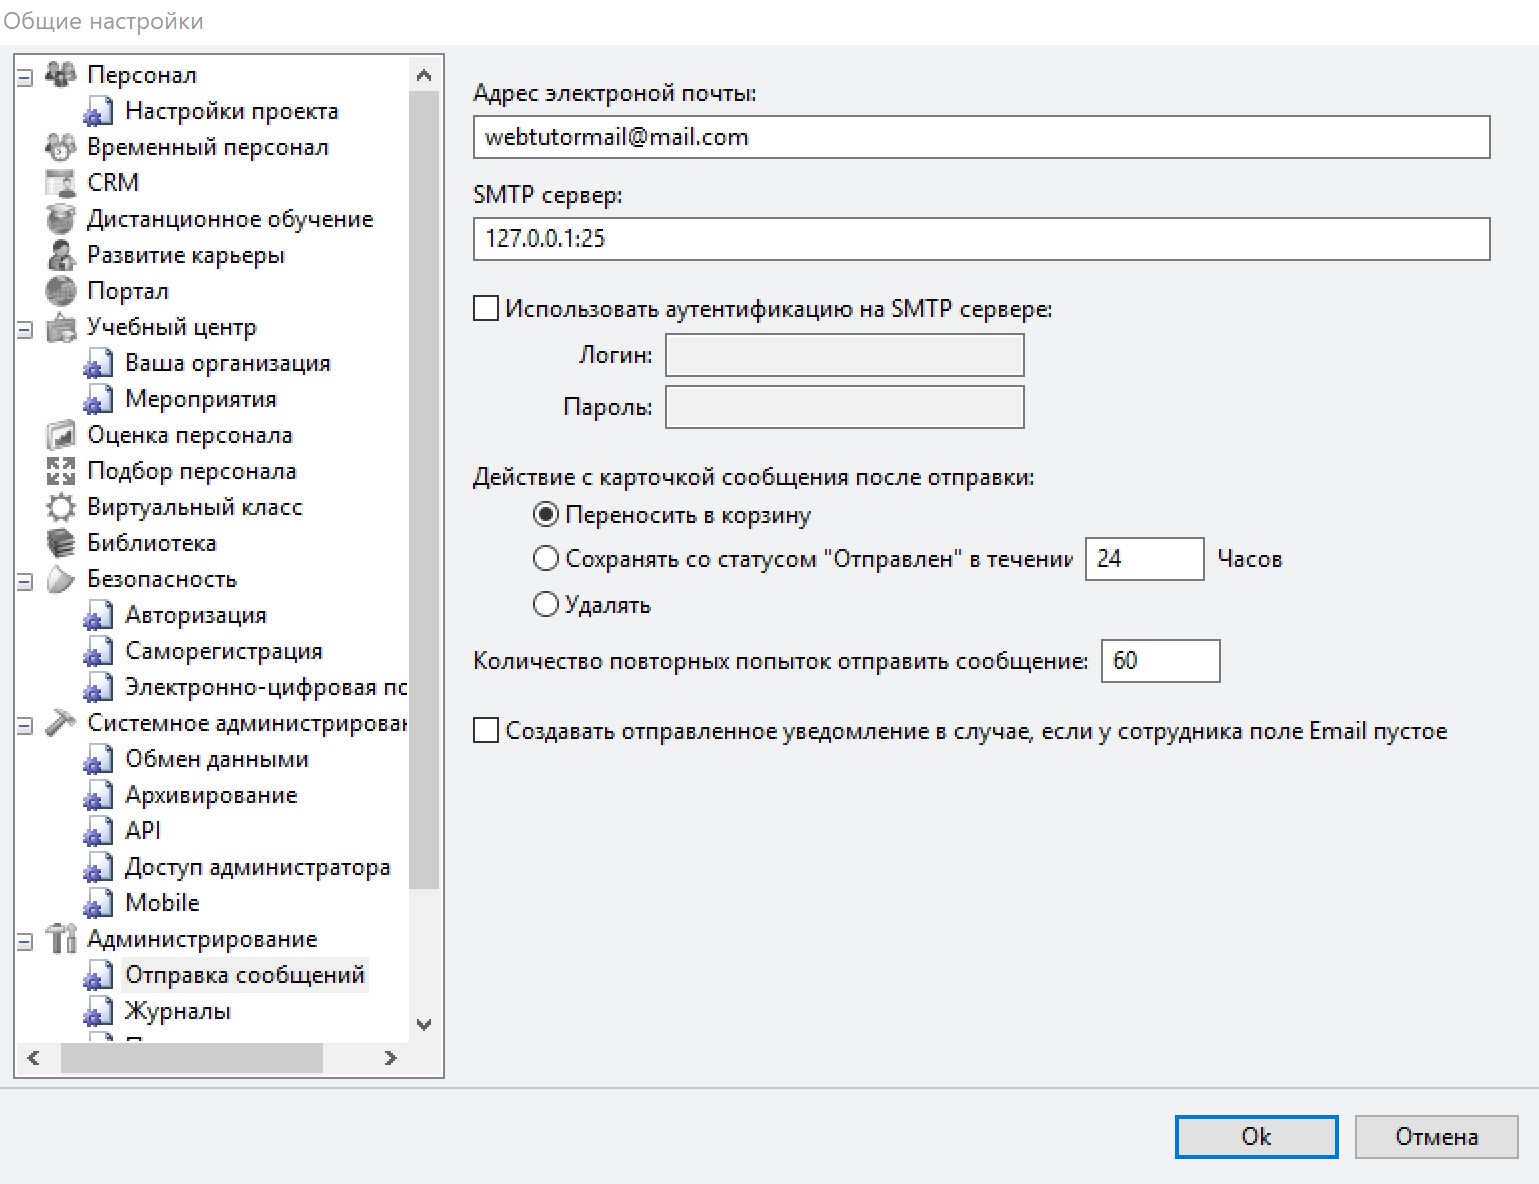 Общие настройки
Персонал
Настройки проекта
Временный персонал
CRM
Дистанционное обучение
Развитие карьеры
Портал
Учебный центр
Ваша организация
Мероприятия
Оценка персонала
Подбор персонала
Виртуальный класс
Библиотека
Безопасность
Авторизация
Саморегистрация
Электронно-цифровая пс
Системное администрирован
Обмен данными
Архивирование
API
Доступ администратора
Mobile
Администрирование
Отправка сообщений
Журналы
Адрес электроной почты:
webtutormail@mail.com
SMTP сервер:
127.0.0.1:25
Использовать аутентификацию на SMTP сервере:
Логин:
Пароль:
Действие с карточкой сообщения после отправки:
Переносить в корзину
Сохранять со статусом "Отправлен" в течении 24 Часов
Удалять
Количество повторных попыток отправить сообщение: 60
Создавать отправленное уведомление в случае, если у сотрудника поле Email пустое
Ok
Отмена